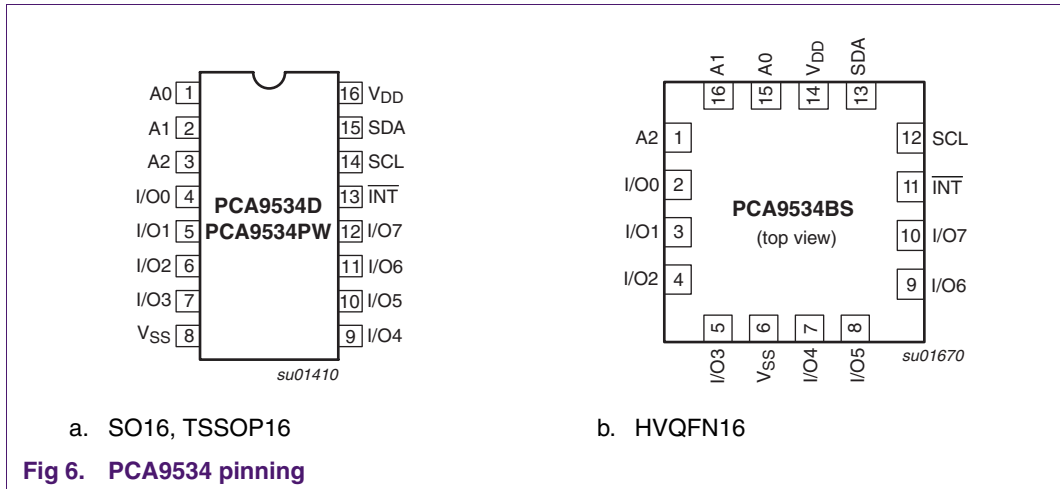 A0 1
A1 2
A2 3
I/O0 4
I/O1 5
I/O2 6
I/O3 7
VSS 8
PCA9534D
PCA9534PW
16 VDD
15 SDA
14 SCL
13 INT
12 I/O7
11 I/O6
10 I/O5
9 I/O4
su01410
a. SO16, TSSOP16
A1 A0 VDD SDA
16 15 14 13
A2 1
I/O0 2
I/O1 3
I/O2 4
PCA9534BS
(top view)
12 SCL
11 INT
10 I/O7
9 I/O6
5 6 7 8
I/O3 VSS I/O4 I/O5
su01670
b. HVQFN16
Fig 6. PCA9534 pinning